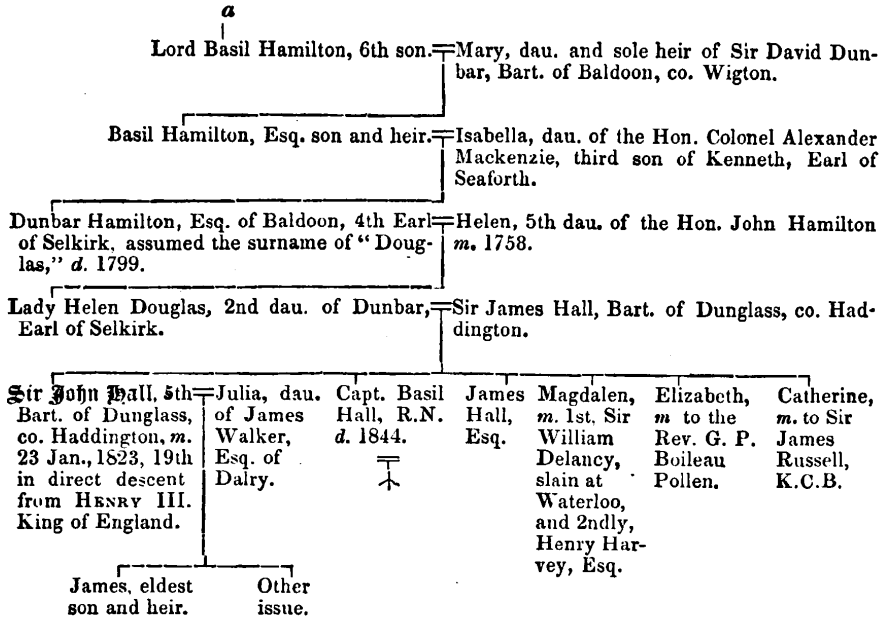 a
Lord Basil Hamilton, 6th son.
Mary, dau. and sole heir of Sir David Dun-
bar, Bart. of Baldoon, co. Wigton.
Basil Hamilton, Esq. son and heir.
Isabella, dau. of the Hon. Colonel Alexander
Mackenzie, third son of Kenneth, Earl of
Seaforth.
Dunbar Hamilton, Esq. of Baldoon, 4th Earl
of Selkirk, assumed the surname of "Doug-
las," d. 1799.
Helen, 5th dau. of the Hon. John Hamilton
m. 1758.
Lady Helen Douglas, 2nd dau. of Dunbar,
Earl of Selkirk.
Sir James Hall, Bart. of Dunglass, co. Had-
dington.
Sir John Hall, 5th
Bart. of Dunglass,
co. Haddington, m.
23 Jan., 1823, 19th
in direct descent
from HENRY III.
King of England.
Julia, dau.
of James
Walker,
Esq. of
Dalry.
Capt. Basil
Hall, R.N.
d. 1844.
James
Hall,
Esq.
Magdalen,
m. 1st, Sir
William
Delancy,
slain at
Waterloo,
and 2ndly,
Henry Har-
vey, Esq.
Elizabeth,
m to the
Rev. G. P.
Boileau
Pollen.
Catherine,
m. to Sir
James
Russell,
K.C.B.
James, eldest
son and heir.
Other
issue.